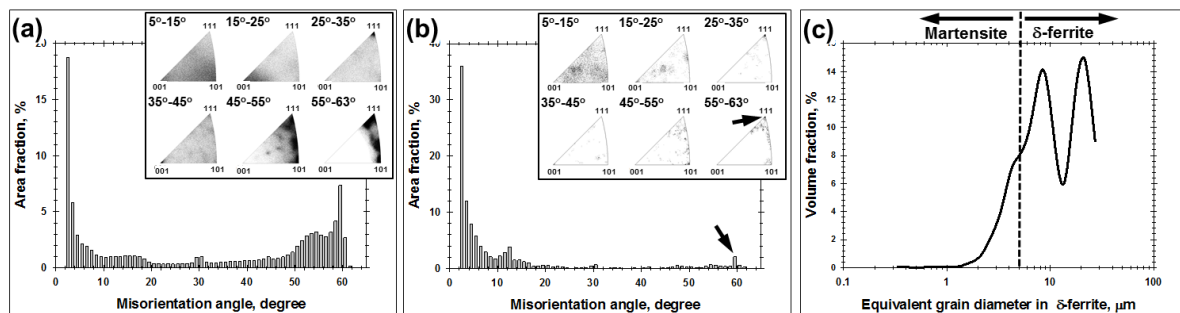 (a)
5°-15° 15°-25° 25°-35°
111 111 111
001 101 001 101 001 101
35°-45° 45°-55° 55°-63°
111 111 111
001 101 001 101 001 101
Area fraction, %
20
15
10
5
0
0 10 20 30 40 50 60
Misorientation angle, degree
(b)
5°-15° 15°-25° 25°-35°
111 111 111
001 101 001 101 001 101
35°-45° 45°-55° 55°-63°
111 111 111
001 101 001 101 001 101
Area fraction, %
40
30
20
10
0
0 10 20 30 40 50 60
Misorientation angle, degree
(c)
Martensite δ-ferrite
Volume fraction, %
16
14
12
10
8
6
4
2
0
0.1 1 10 100
Equivalent grain diameter in δ-ferrite, μm